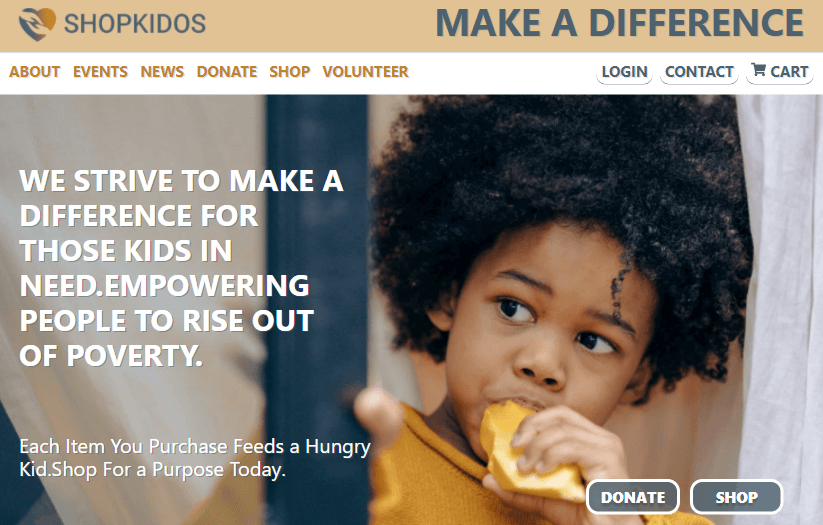 SHOPKIDOS
MAKE A DIFFERENCE
ABOUT EVENTS NEWS DONATE SHOP VOLUNTEER
LOGIN CONTACT CART
WE STRIVE TO MAKE A
DIFFERENCE FOR
THOSE KIDS IN
NEED.EMPOWERING
PEOPLE TO RISE OUT
OF POVERTY.
Each Item You Purchase Feeds a Hungry
Kid.Shop For a Purpose Today.
DONATE SHOP